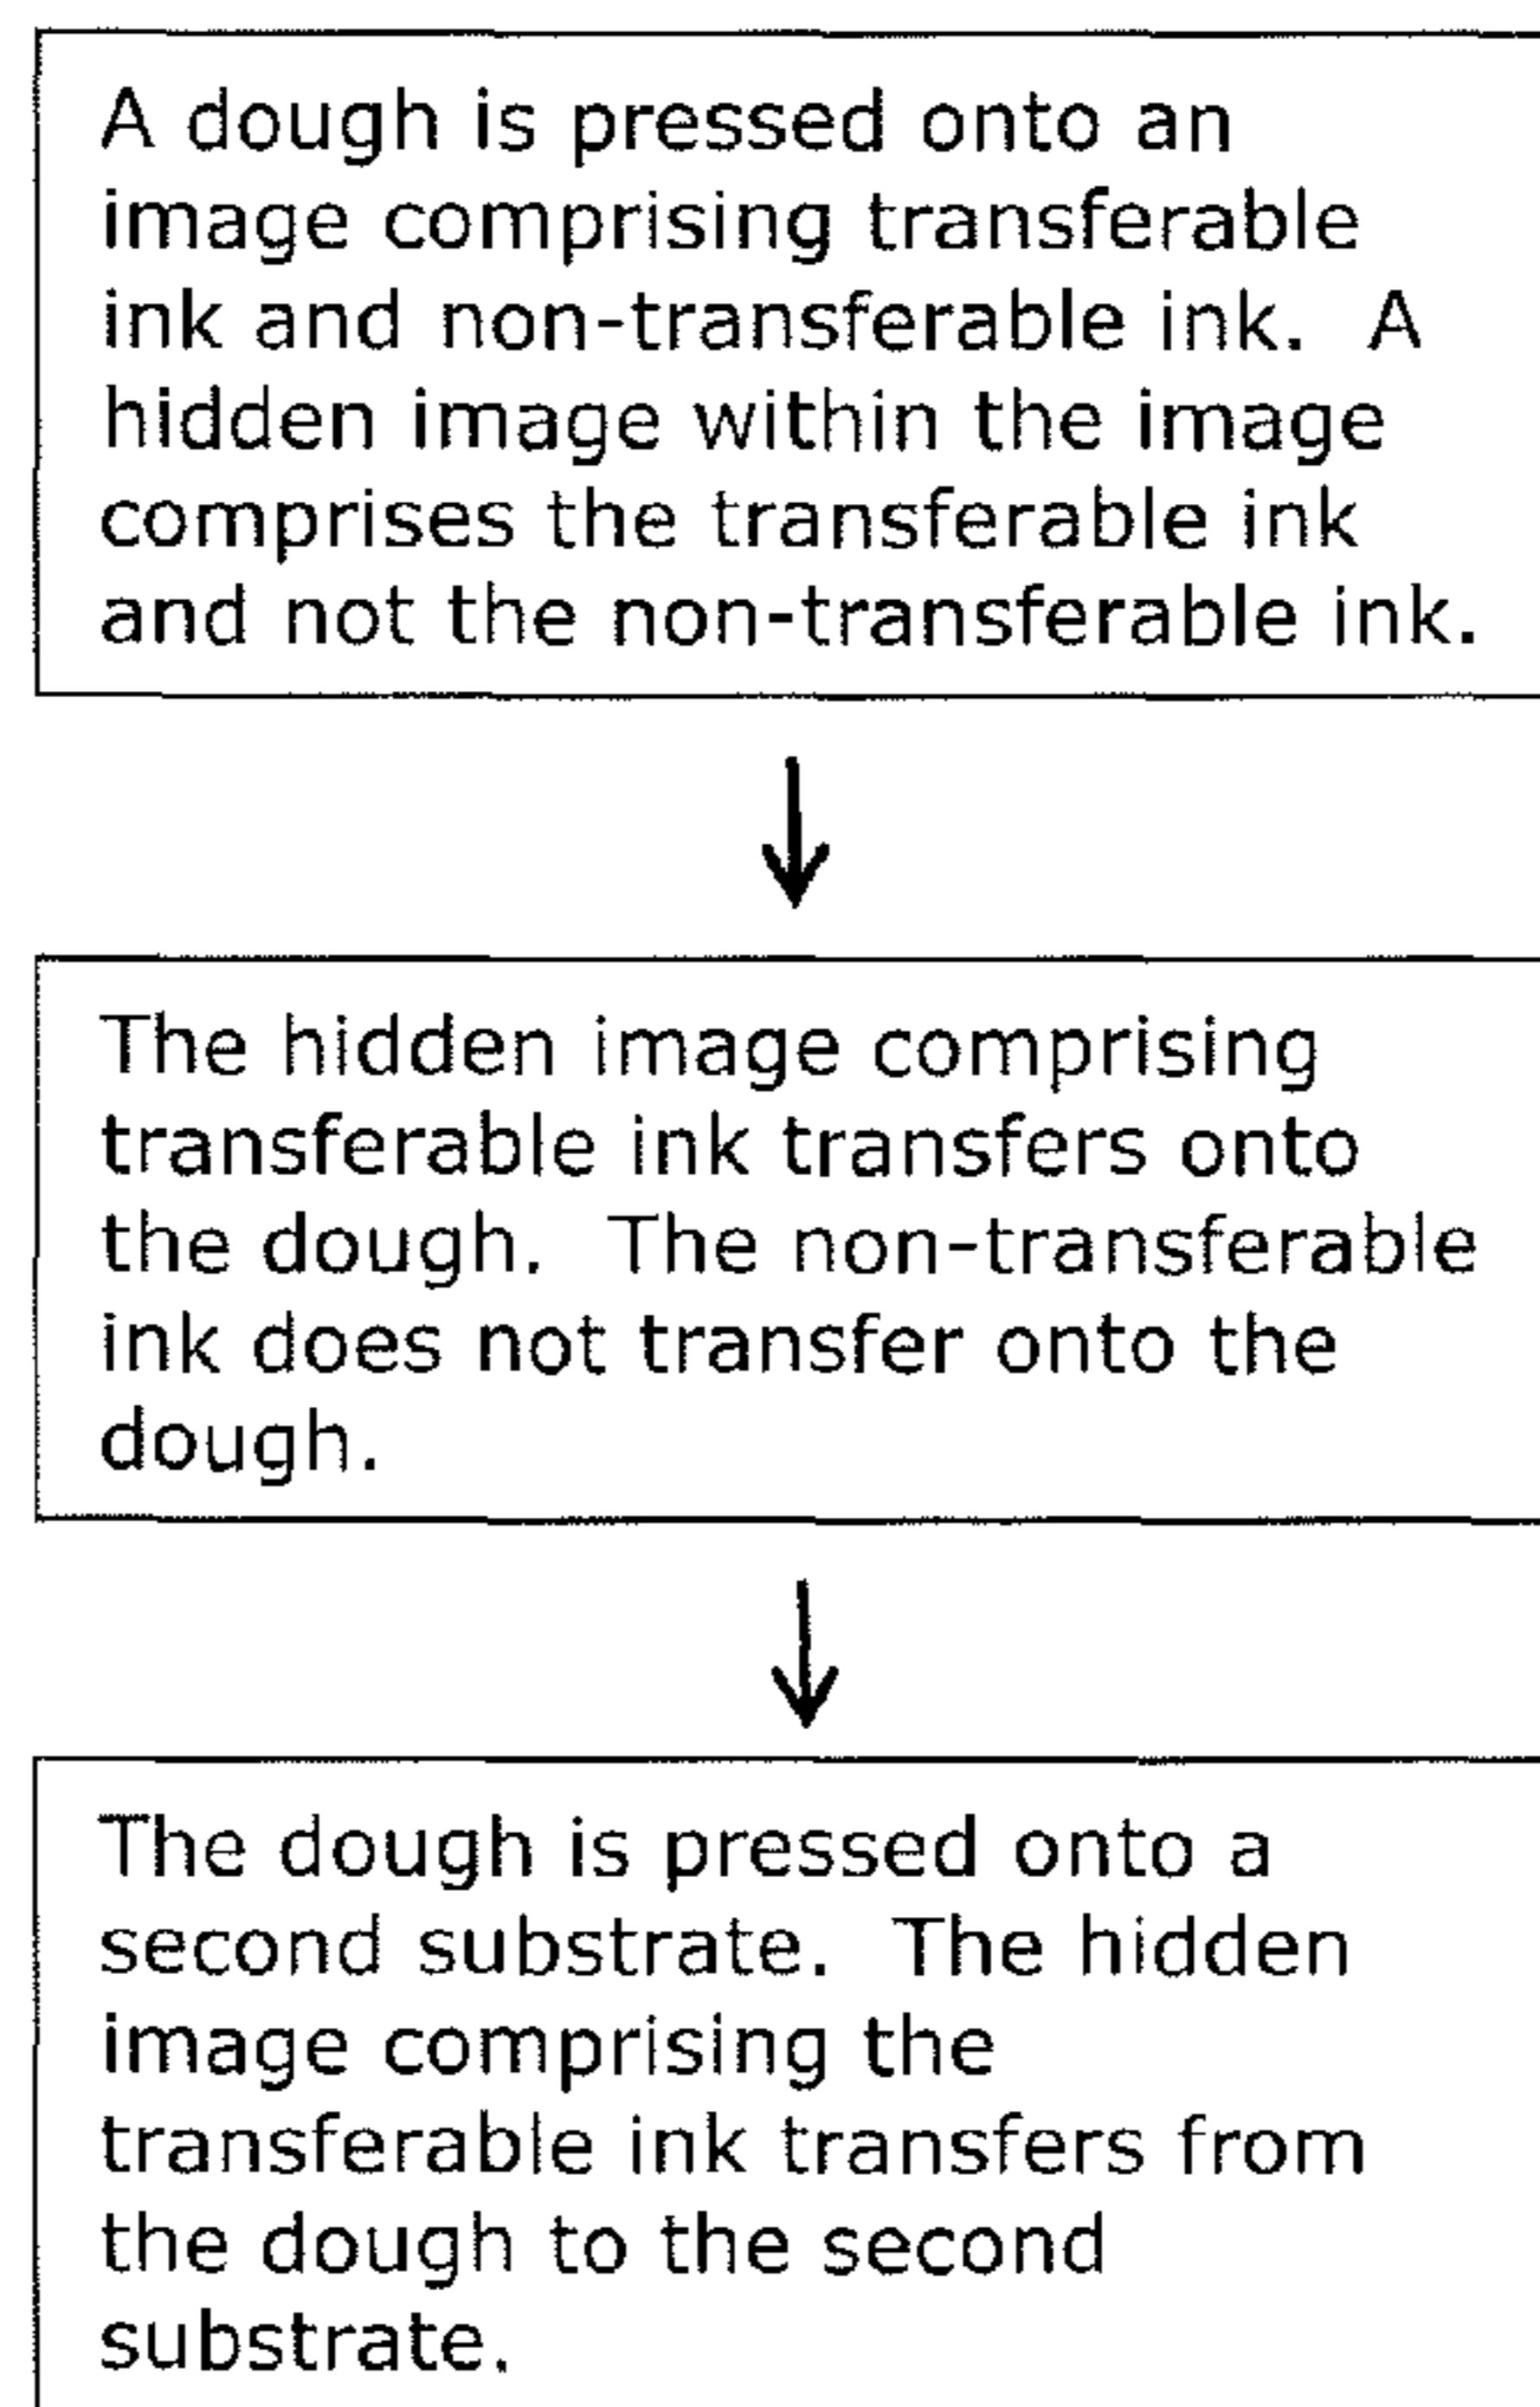 A dough is pressed onto an
image comprising transferable
ink and non-transferable ink.  A
hidden image within the image
comprises the transferable ink
and not the non-transferable ink.
The hidden image comprising
transferable ink transfers onto
the dough.  The non-transferable
ink does not transfer onto the
dough.
The dough is pressed onto a
second substrate.  The hidden
image comprising the
transferable ink transfers from
the dough to the second
substrate.